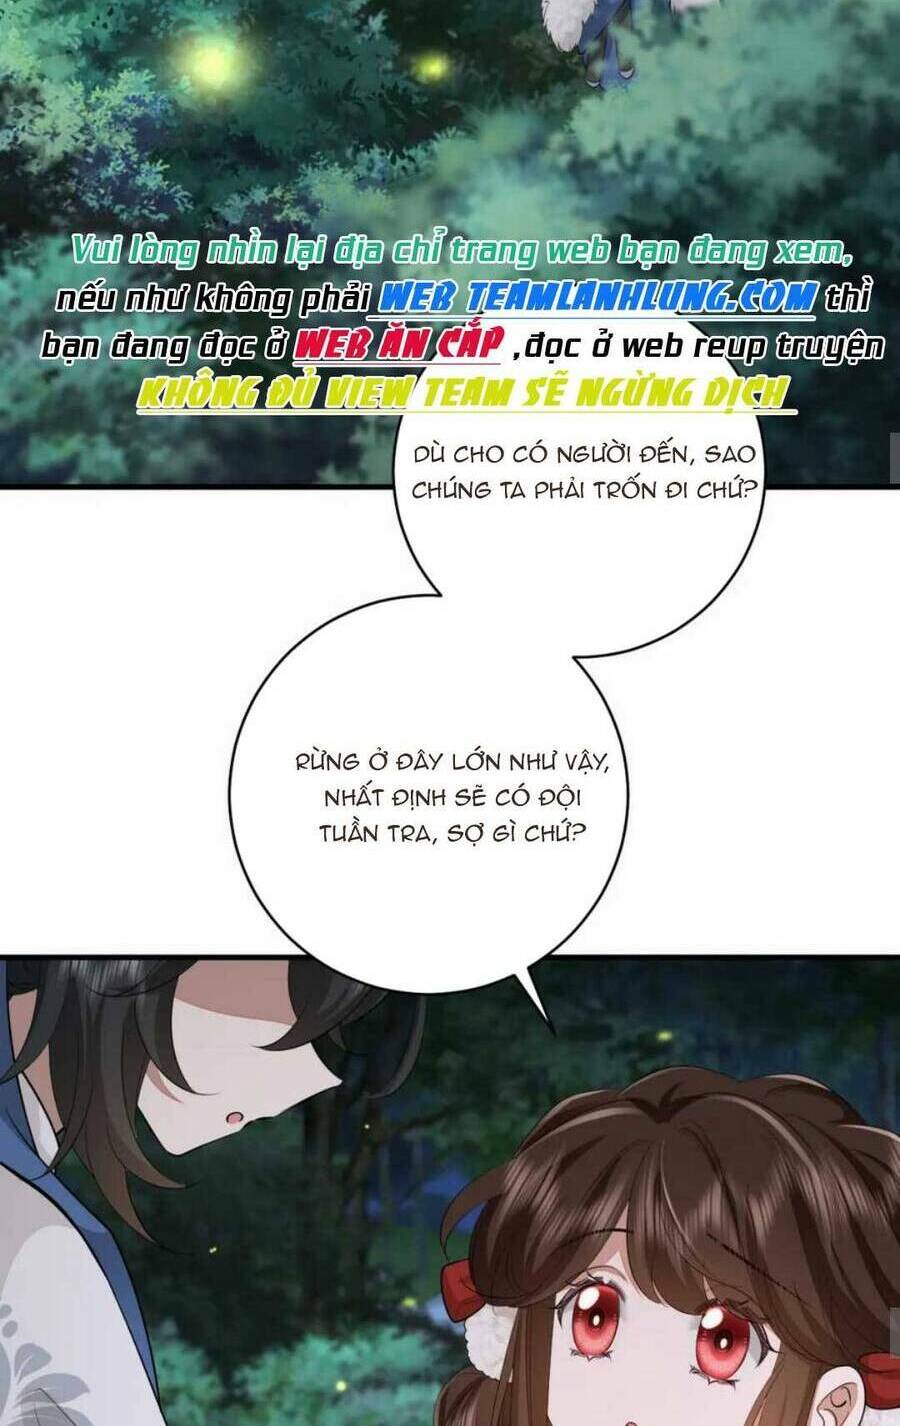 Vui lòng nhìn lại địa chỉ trang web bạn đang xem,
nếu như không phải WEB TEAMLANHLUNG.COM thì
bạn đang đọc ở WEB ĂN CẮP ,đọc ở web reup truyện
KHÔNG ĐỦ VIEW TEAM SẼ NGỪNG DỊCH
DÙ CHO CÓ NGƯỜI ĐẾN, SAO
CHÚNG TA PHẢI TRỐN ĐI CHỨ?
RỪNG Ở ĐÂY LỚN NHƯ VẬY,
NHẤT ĐỊNH SẼ CÓ ĐỘI
TUẦN TRA, SỢ GÌ CHỨ?